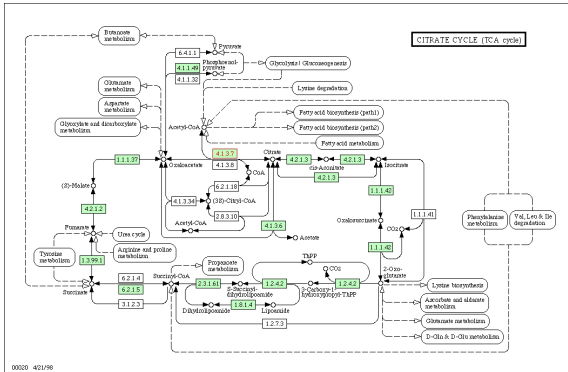 CITRATE CYCLE (TCA cycle)
Butanoate
metabolism
6.4.1.1
Pyruvate
4.1.1.49
Phosphoenol-
pyruvate
4.1.1.32
Glycolysis / Gluconeogenesis
Lysine degradation
Glutamate
metabolism
Aspartate
metabolism
Glyoxylate and dicarboxylate
metabolism
Acetyl-CoA
Fatty acid biosynthesis (path1)
Fatty acid biosynthesis (path2)
Fatty acid metabolism
1.1.1.37
Oxaloacetate
4.1.3.7
4.1.3.8
CoA
Citrate
4.2.1.3
cis-Aconitate
4.2.1.3
Isocitrate
(S)-Malate
6.2.1.18
4.1.3.34
(3S)-Citryl-CoA
2.8.3.10
Acetyl-CoA
4.1.3.6
Acetate
1.1.1.42
Oxalosuccinate
1.1.1.41
CO2
1.1.1.42
Phenylalanine
metabolism
Val, Leu & Ile
degradation
4.2.1.2
Fumarate
Urea cycle
Arginine and proline
metabolism
Tyrosine
metabolism
1.3.99.1
Succinate
6.2.1.4
6.2.1.5
3.1.2.3
Succinyl-CoA
Propanoate
metabolism
2.3.1.61
S-Succinyl-
dihydrolipoamide
Dihydrolipoamide
1.8.1.4
Lipoamide
1.2.4.2
ThPP
CO2
3-Carboxy-1-
hydroxypropyl-ThPP
1.2.4.2
2-Oxo-
glutarate
1.2.7.3
Lysine biosynthesis
Ascorbate and aldarate
metabolism
Glutamate metabolism
D-Gln & D-Glu metabolism
00020 4/21/98